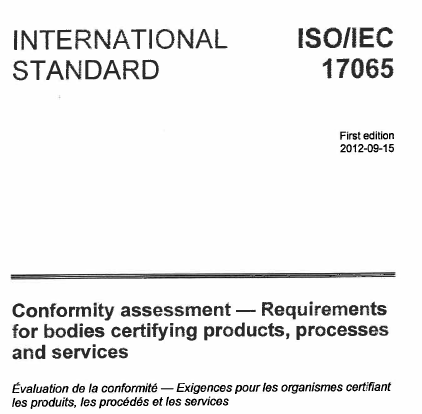 INTERNATIONAL STANDARD
ISO/IEC 17065
First edition
2012-09-15
Conformity assessment — Requirements
for bodies certifying products, processes
and services
Évaluation de la conformité — Exigences pour les organismes certifiant
les produits, les procédés et les services